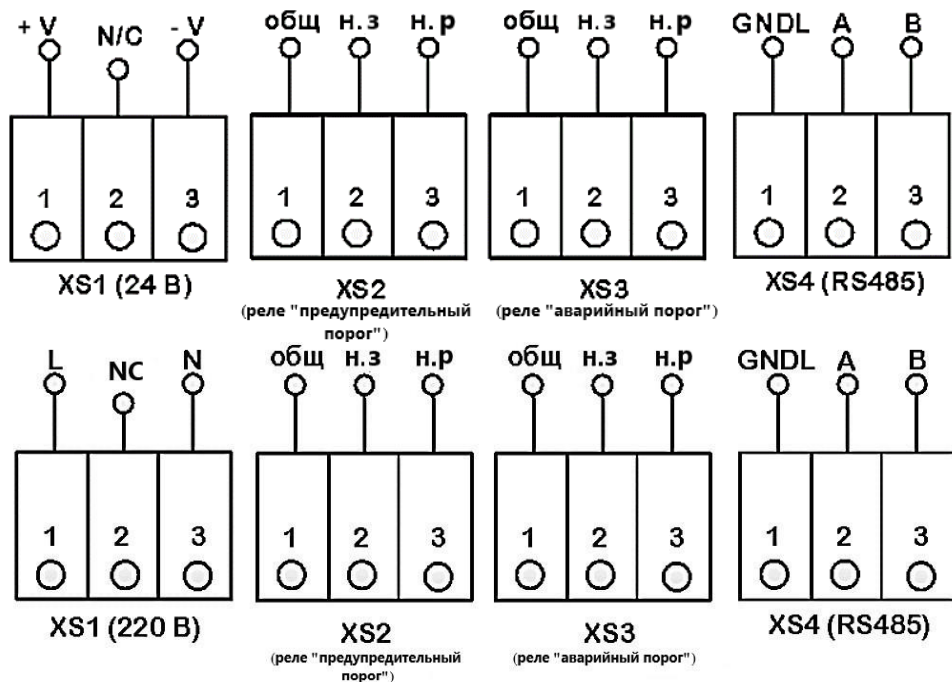 + V N/C - V общ н.з н.р общ н.з н.р GNDL A B
1 2 3 1 2 3 1 2 3 1 2 3
XS1 (24 В) XS2 XS3 XS4 (RS485)
(реле "предупредительный (реле "аварийный порог")
порог")
L NC N общ н.з н.р общ н.з н.р GNDL A B
1 2 3 1 2 3 1 2 3 1 2 3
XS1 (220 В) XS2 XS3 XS4 (RS485)
(реле "предупредительный (реле "аварийный порог")
порог")